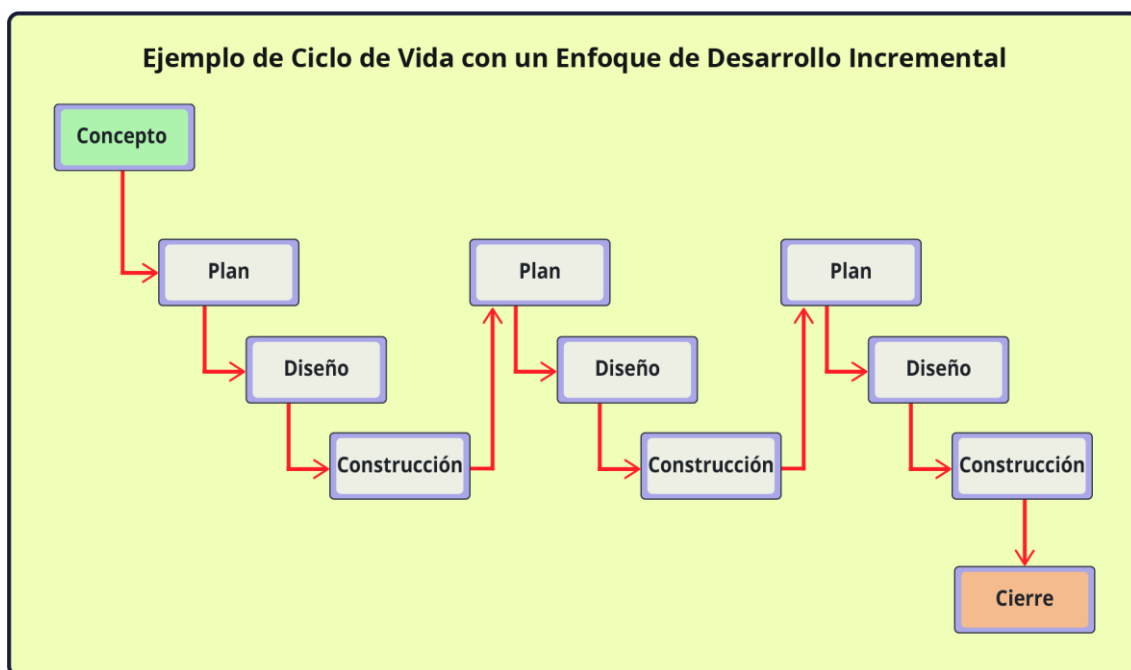 Ejemplo de Ciclo de Vida con un Enfoque de Desarrollo Incremental
Concepto
Plan
Diseño
Construcción
Plan
Diseño
Construcción
Plan
Diseño
Construcción
Cierre